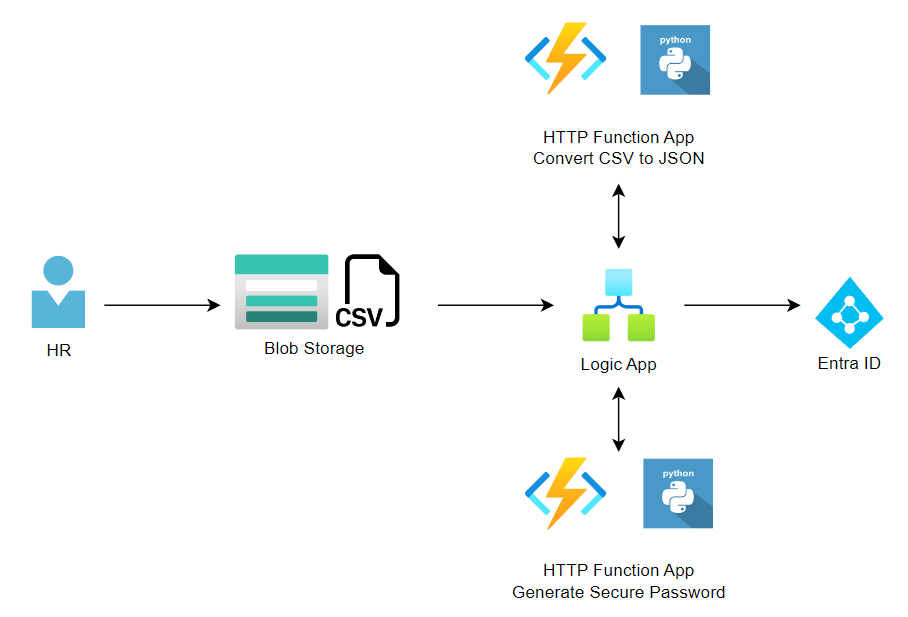 python
HTTP Function App
Convert CSV to JSON
HR
CSV
Blob Storage
Logic App
Entra ID
python
HTTP Function App
Generate Secure Password